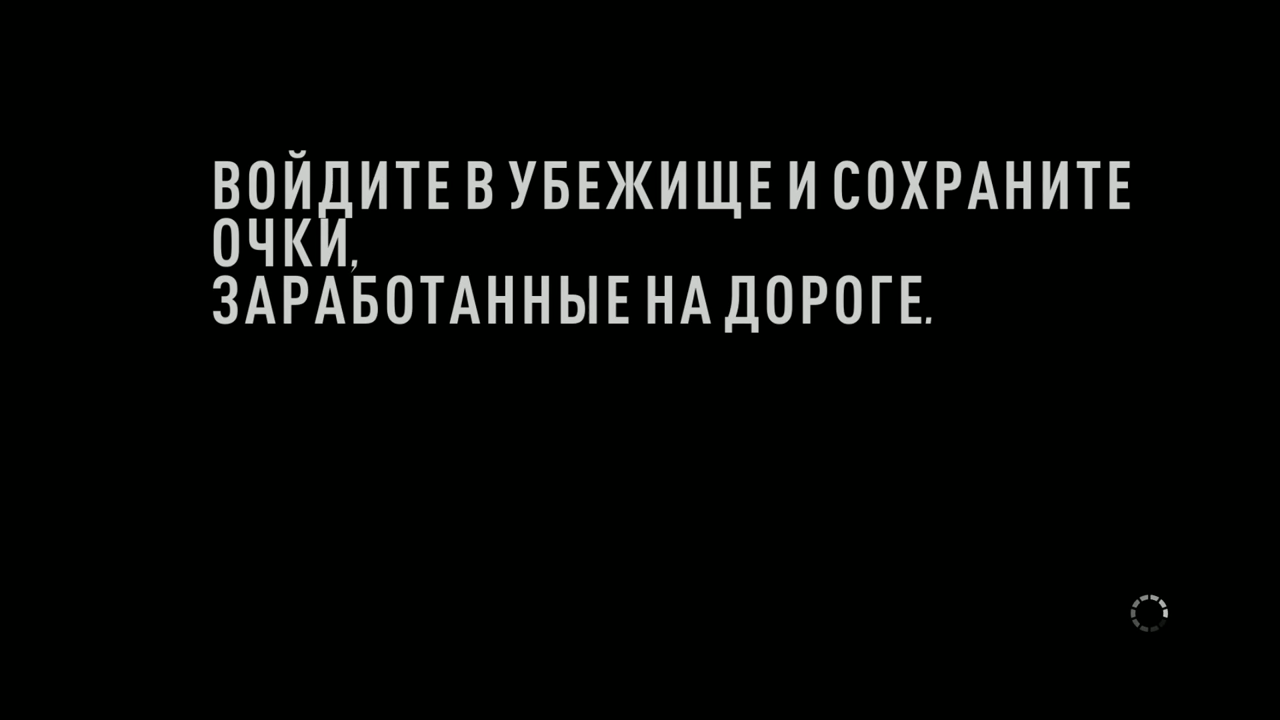 ВОЙДИТЕ В УБЕЖИЩЕ И СОХРАНИТЕ
ОЧКИ,
ЗАРАБОТАННЫЕ НА ДОРОГЕ.